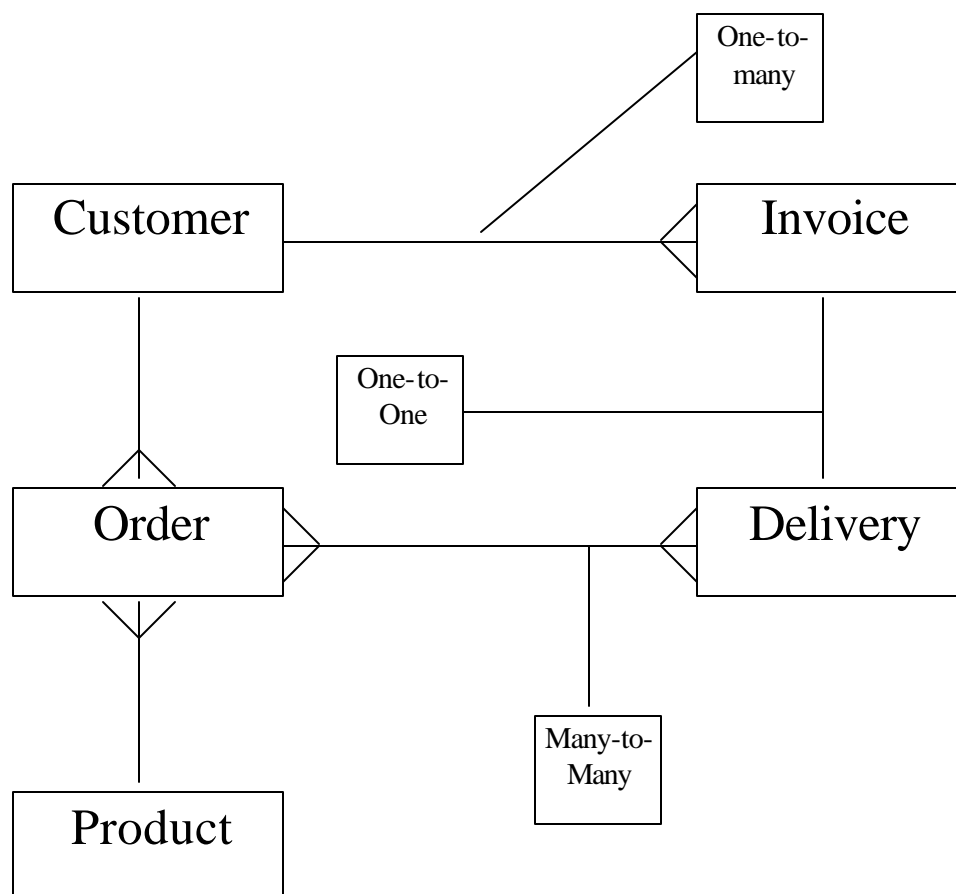 One-to-
many
Customer
Invoice
One-to-
One
Order
Delivery
Many-to-
Many
Product